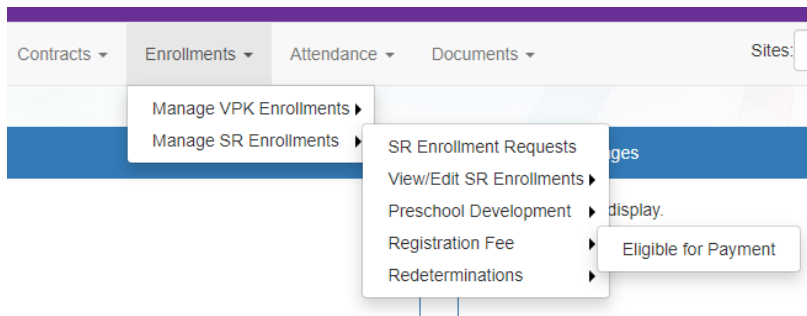 Contracts Enrollments Attendance Documents Sites:
Manage VPK Enrollments
Manage SR Enrollments
SR Enrollment Requests
ges
View/Edit SR Enrollments
Preschool Development
display.
Registration Fee
Eligible for Payment
Redeterminations